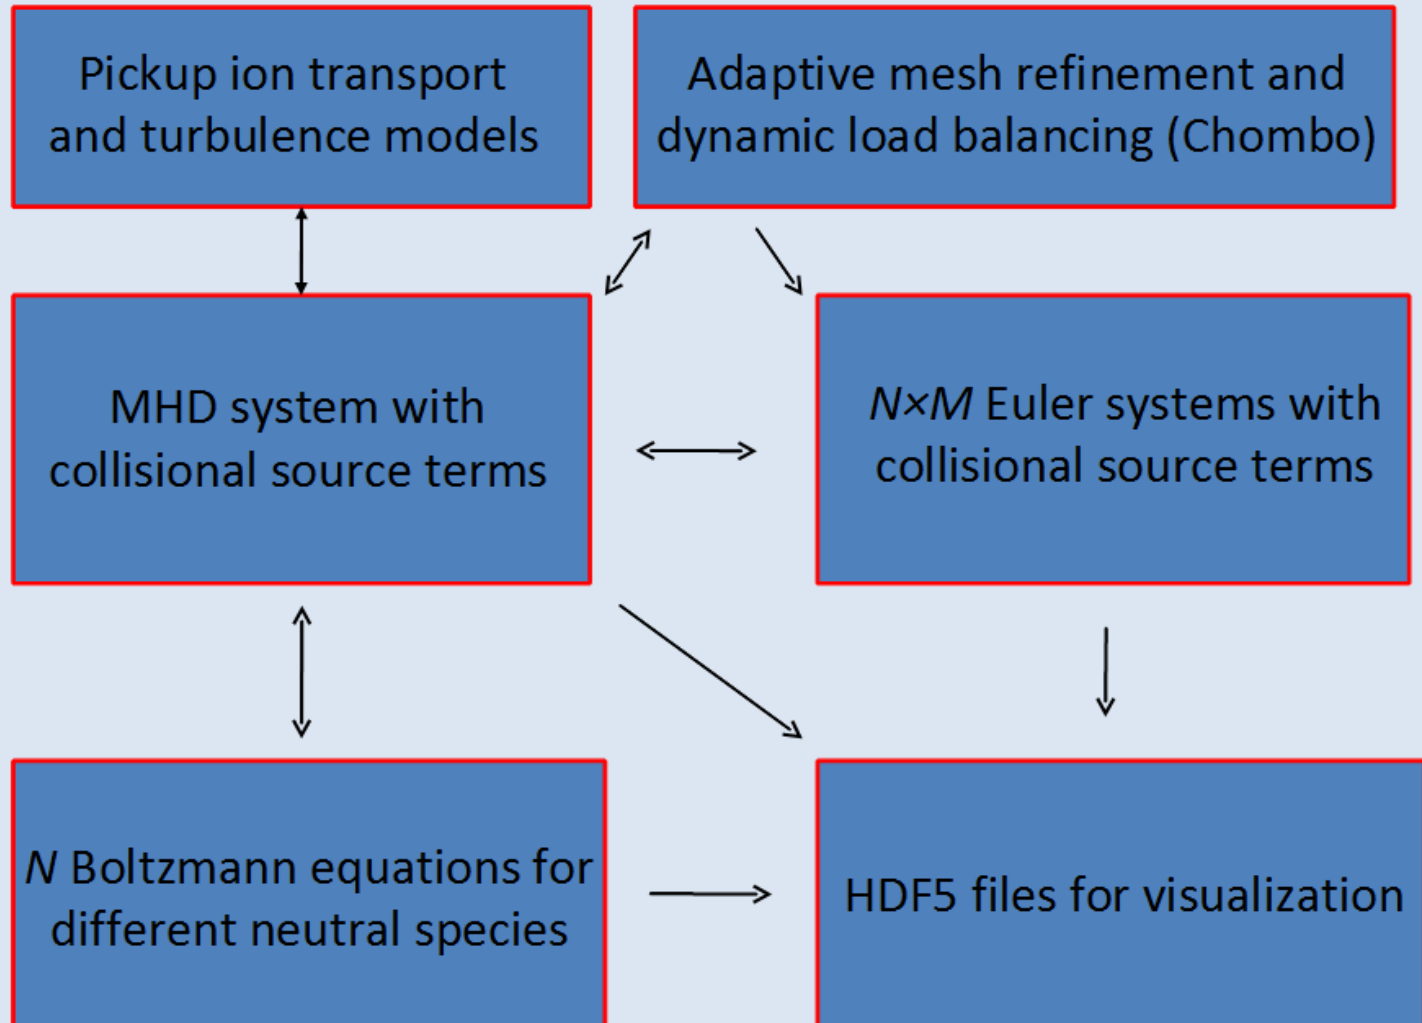 Pickup ion transport
and turbulence models
Adaptive mesh refinement and
dynamic load balancing (Chombo)
MHD system with
collisional source terms
N×M Euler systems with
collisional source terms
N Boltzmann equations for
different neutral species
HDF5 files for visualization